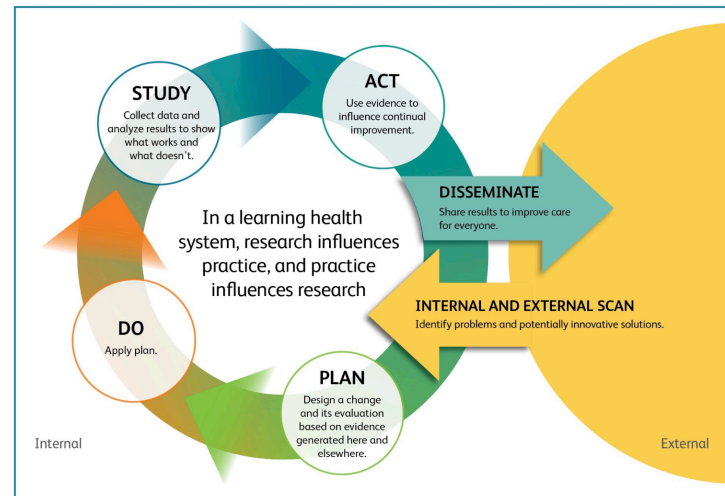 STUDY
Collect data and
analyze results to show
what works and
what doesn't.
ACT
Use evidence to
influence continual
improvement.
DISSEMINATE
Share results to improve care
for everyone.
In a learning health
system, research influences
practice, and practice
influences research
INTERNAL AND EXTERNAL SCAN
Identify problems and potentially innovative solutions.
DO
Apply plan.
PLAN
Design a change
and its evaluation
based on evidence
generated here and
elsewhere.
Internal
External